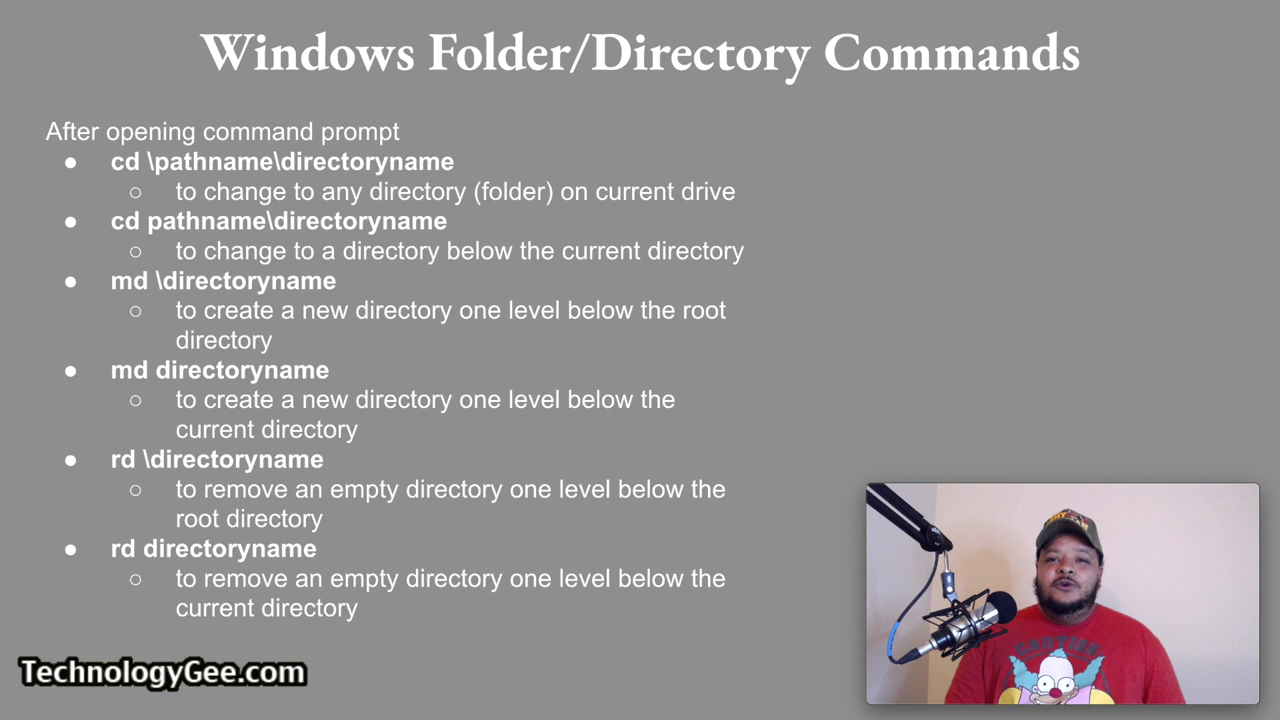 Windows Folder/Directory Commands
After opening command prompt
● cd \pathname\directoryname
○ to change to any directory (folder) on current drive
● cd pathname\directoryname
○ to change to a directory below the current directory
● md \directoryname
○ to create a new directory one level below the root
directory
● md directoryname
○ to create a new directory one level below the
current directory
● rd \directoryname
○ to remove an empty directory one level below the
root directory
● rd directoryname
○ to remove an empty directory one level below the
current directory
TechnologyGee.com
CAUTION